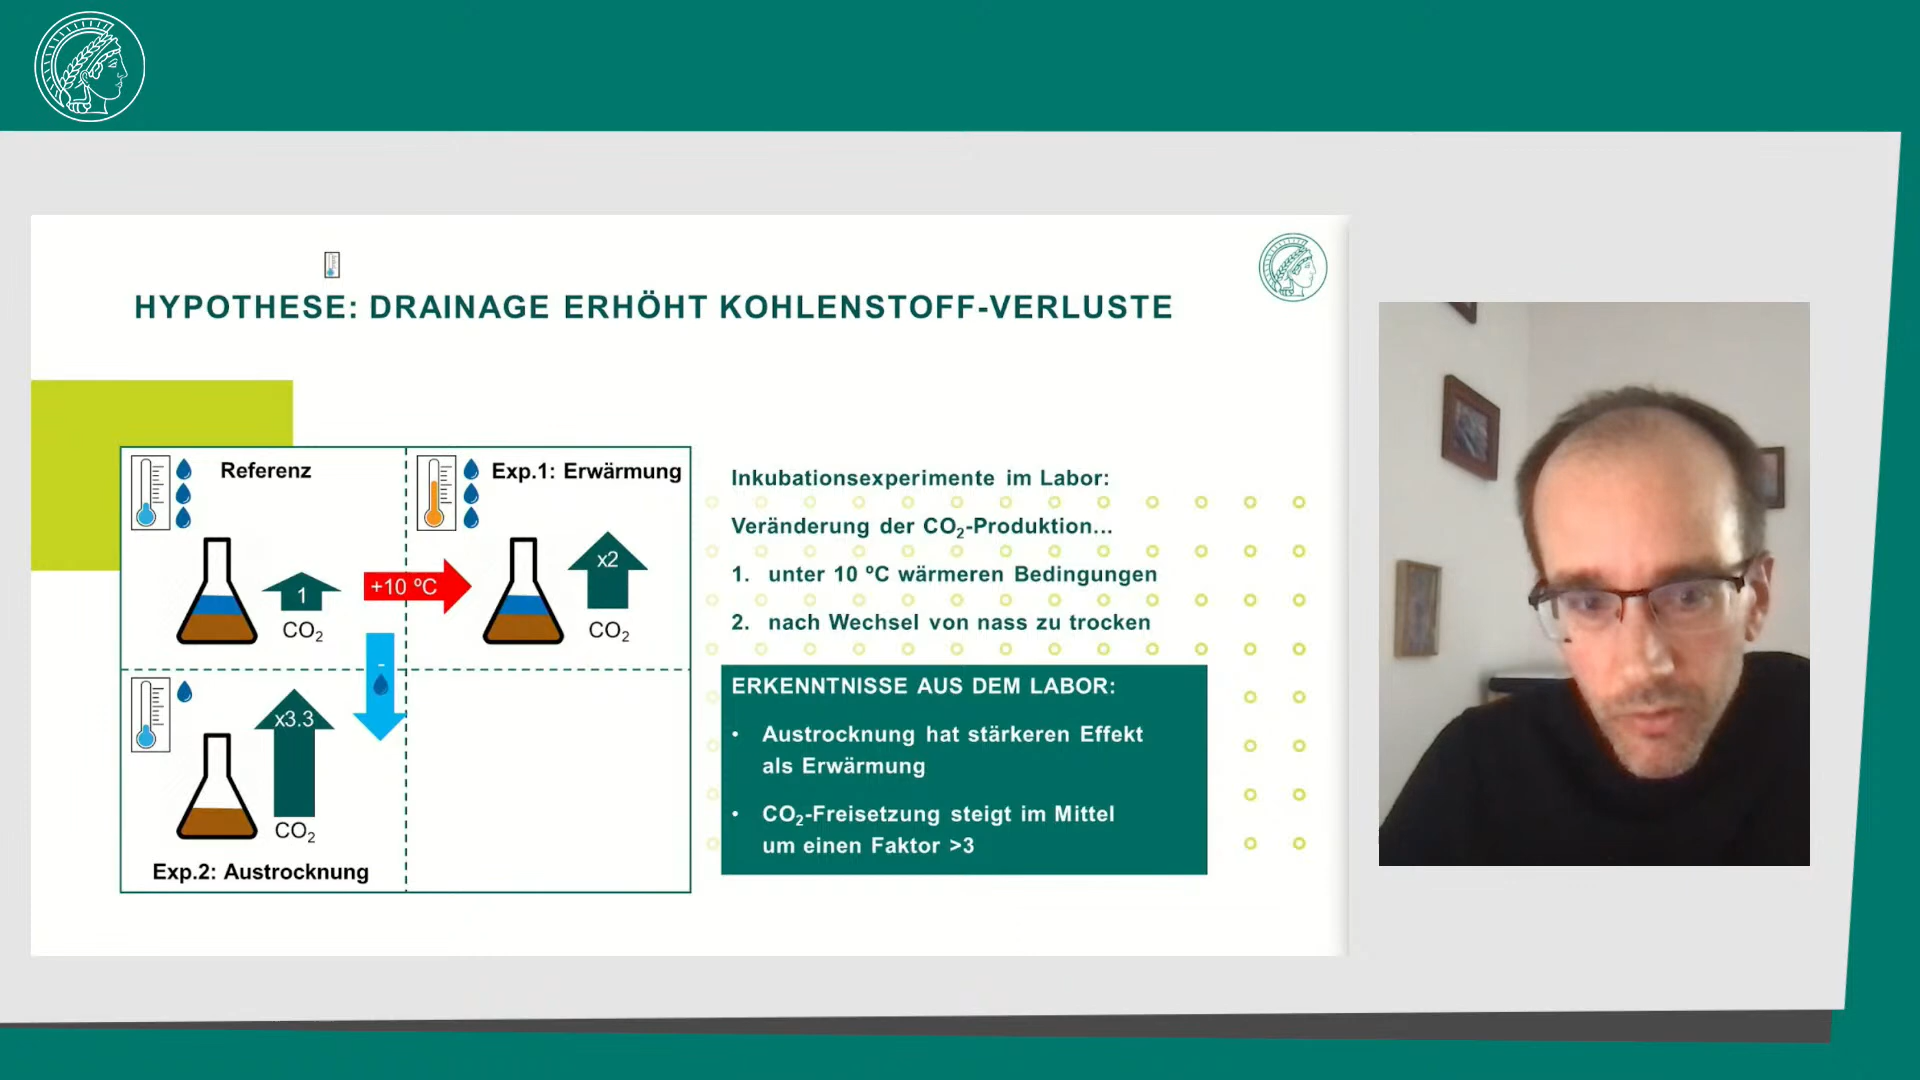 HYPOTHESE: DRAINAGE ERHÖHT KOHLENSTOFF-VERLUSTE
Referenz
1
CO₂
+10 ºC
Exp.1: Erwärmung
x2
CO₂
-
x3.3
CO₂
Exp.2: Austrocknung
Inkubationsexperimente im Labor:
Veränderung der CO₂-Produktion...
1. unter 10 ºC wärmeren Bedingungen
2. nach Wechsel von nass zu trocken
ERKENNTNISSE AUS DEM LABOR:
• Austrocknung hat stärkeren Effekt
als Erwärmung
• CO₂-Freisetzung steigt im Mittel
um einen Faktor >3